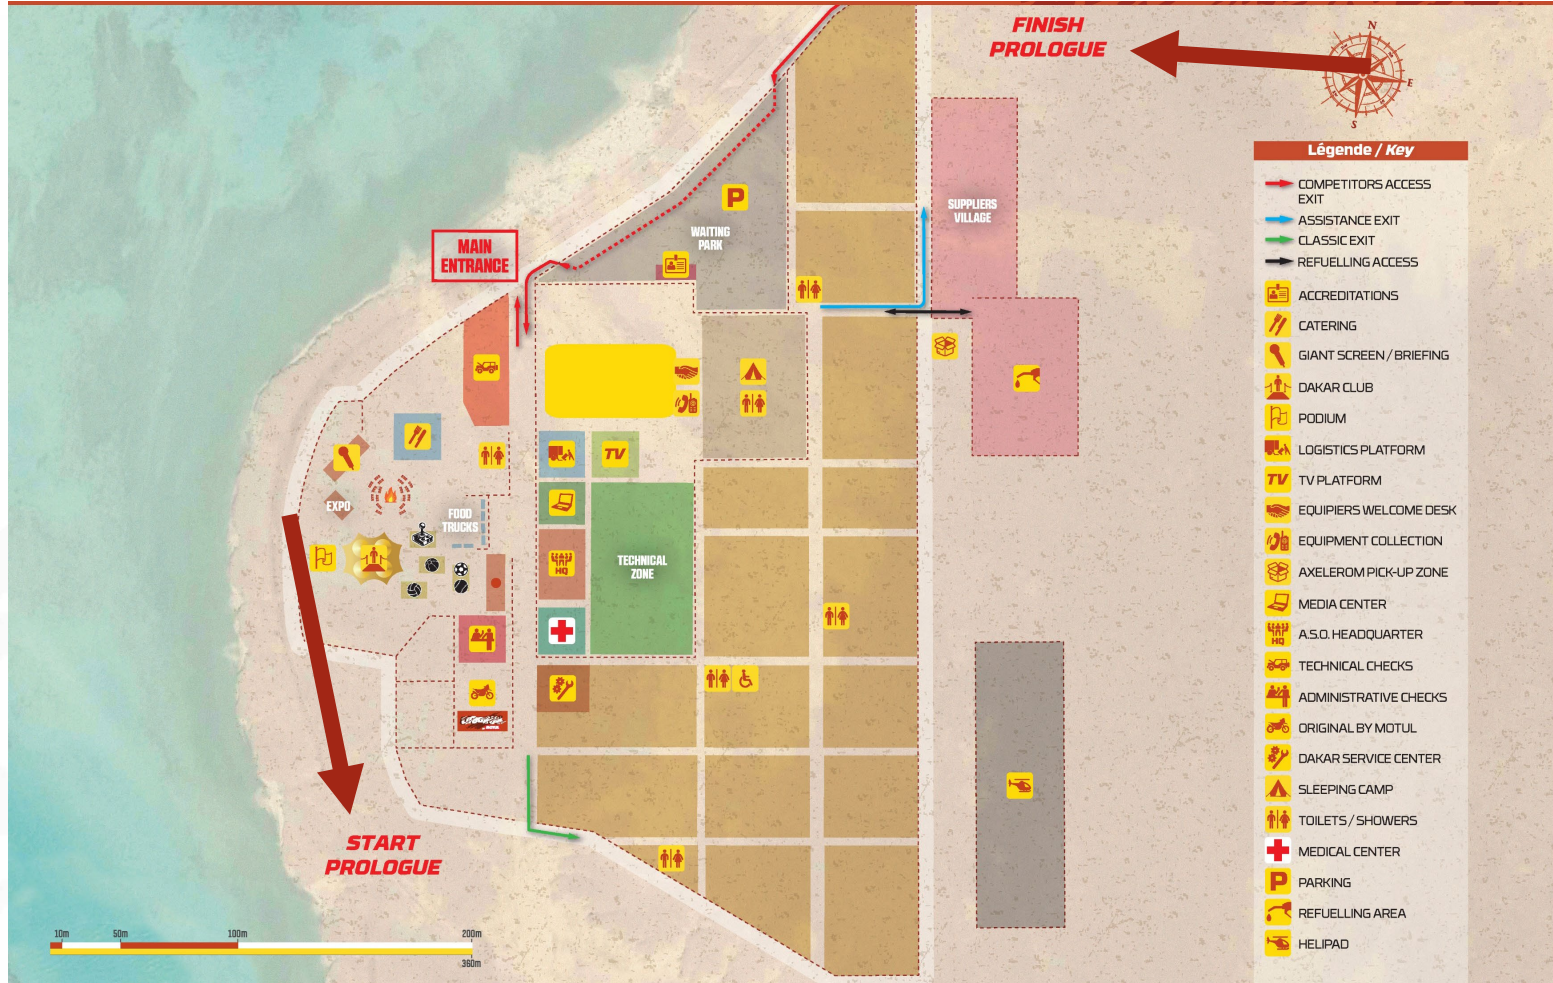 FINISH
PROLOGUE
N
E
S
Légende / Key
COMPETITORS ACCESS
EXIT
ASSISTANCE EXIT
CLASSIC EXIT
REFUELLING ACCESS
ACCREDITATIONS
CATERING
GIANT SCREEN / BRIEFING
DAKAR CLUB
PODIUM
LOGISTICS PLATFORM
TV
TV PLATFORM
EQUIPIERS WELCOME DESK
EQUIPMENT COLLECTION
AXELEROM PICK-UP ZONE
MEDIA CENTER
HQ
A.S.O. HEADQUARTER
TECHNICAL CHECKS
ADMINISTRATIVE CHECKS
ORIGINAL BY MOTUL
DAKAR SERVICE CENTER
SLEEPING CAMP
TOILETS / SHOWERS
MEDICAL CENTER
P
PARKING
REFUELLING AREA
HELIPAD
P
WAITING
PARK
SUPPLIERS
VILLAGE
MAIN
ENTRANCE
TV
EXPO
FOOD
TRUCKS
HQ
TECHNICAL
ZONE
START
PROLOGUE
10m
50m
100m
200m
360m